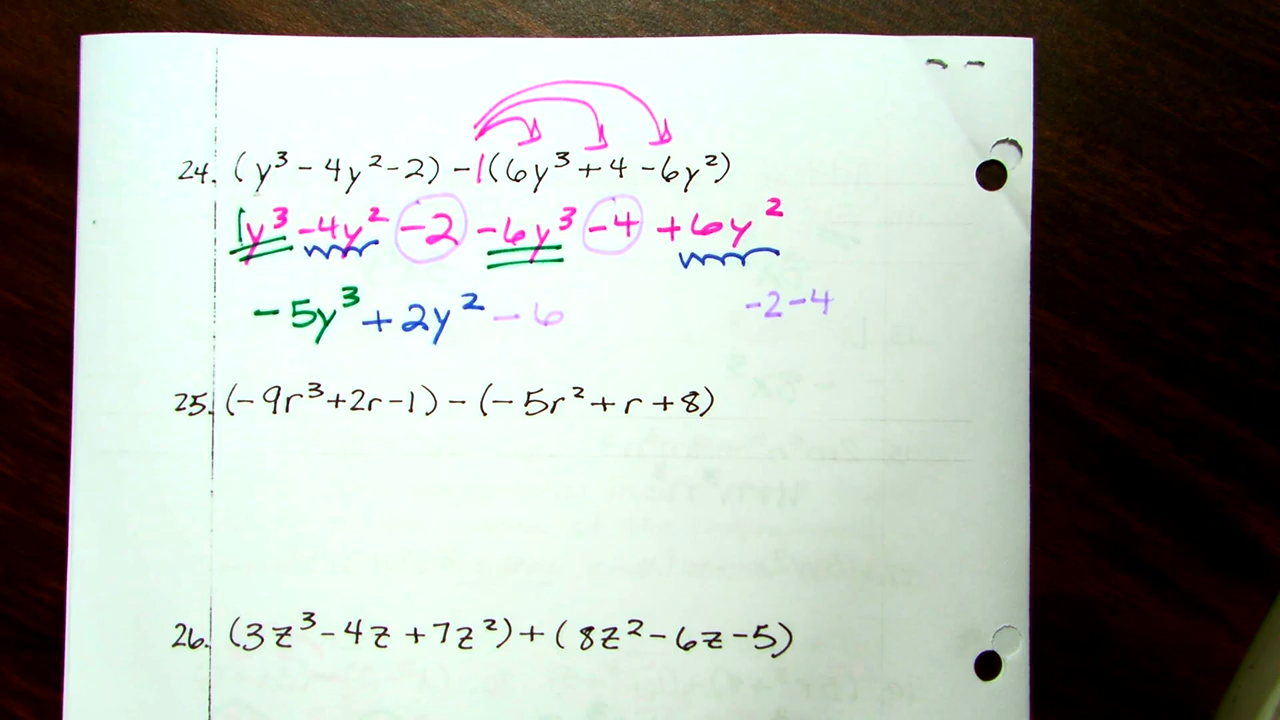 24. (y³ - 4y² - 2) - 1(6y³ + 4 - 6y²)
1y³ - 4y² - 2 - 6y³ - 4 + 6y²
- 5y³ + 2y² - 6 -2-4
25. (-9r³+2r-1) - (-5r² + r + 8)
26. (3z³ - 4z + 7z²) + (8z² - 6z - 5)